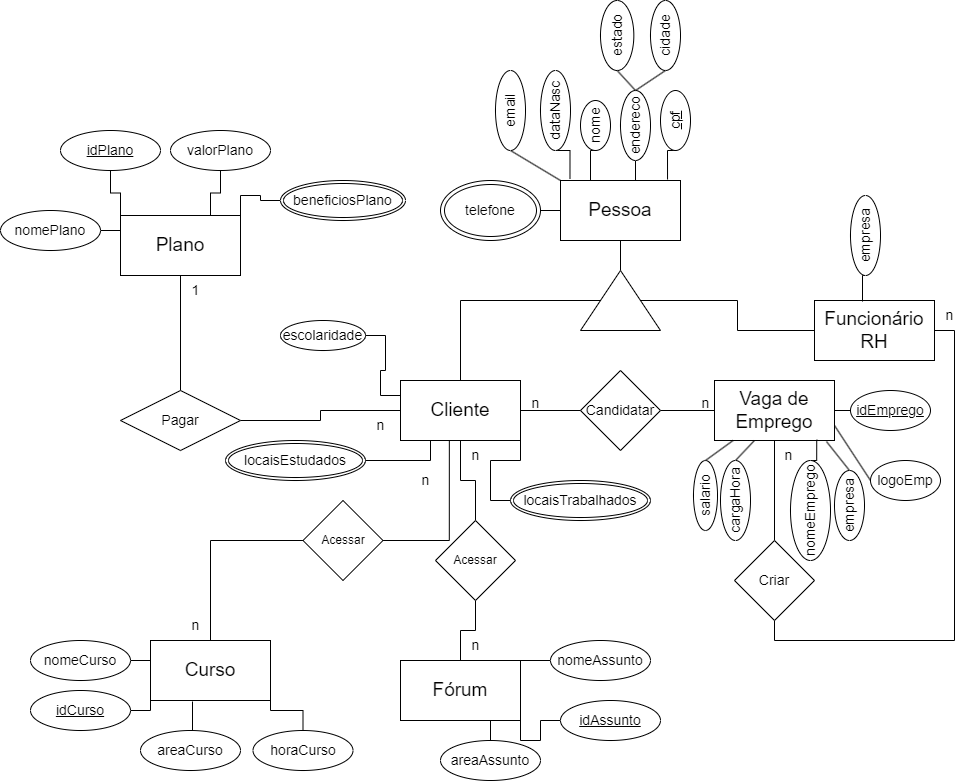 estado
cidade
email
dataNasc
nome
endereco
cpf
idPlano
valorPlano
beneficiosPlano
nomePlano
Plano
telefone
Pessoa
empresa
1
Funcionário
RH
n
escolaridade
Cliente
Candidatar
n
n
Vaga de
Emprego
idEmprego
Pagar
n
locaisEstudados
n
n
n
locaisTrabalhados
salario
cargaHora
nomeEmprego
empresa
logoEmp
Acessar
Acessar
Criar
n
n
nomeCurso
Curso
idCurso
areaCurso
horaCurso
Fórum
nomeAssunto
idAssunto
areaAssunto